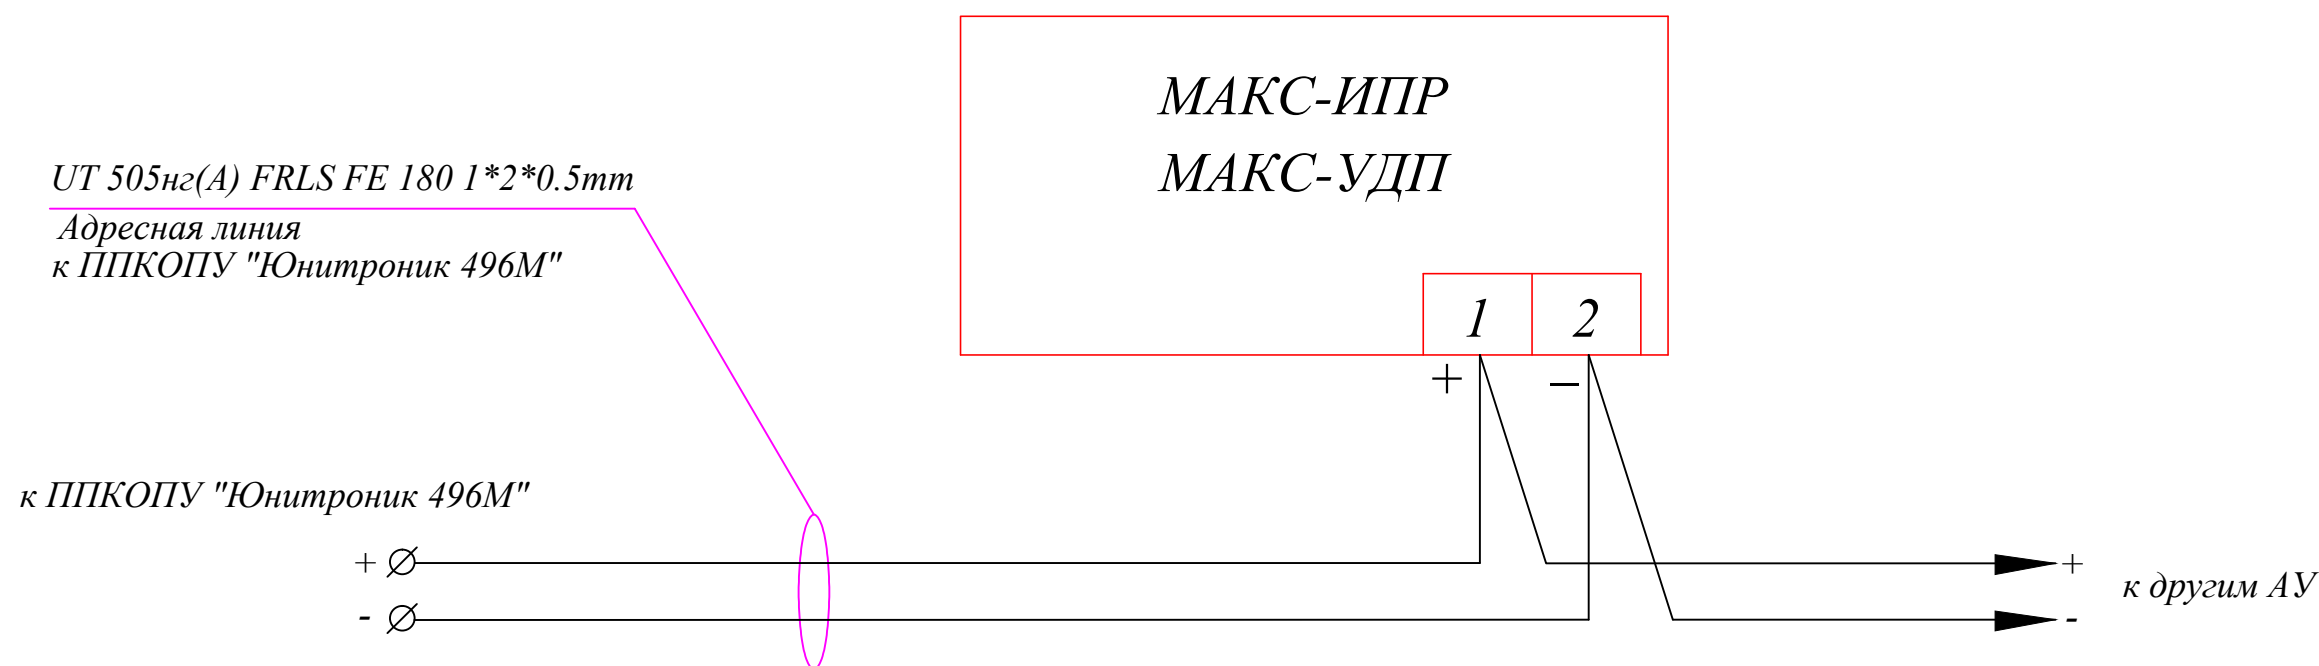 МАКС-ИПР
МАКС-УДП
UT 505нг(А) FRLS FE 180 1*2*0.5mm
Адресная линия
к ППКОПУ "Юнитроник 496М"
1 2
+ –
к ППКОПУ "Юнитроник 496М"
+ +
к другим АУ
- -